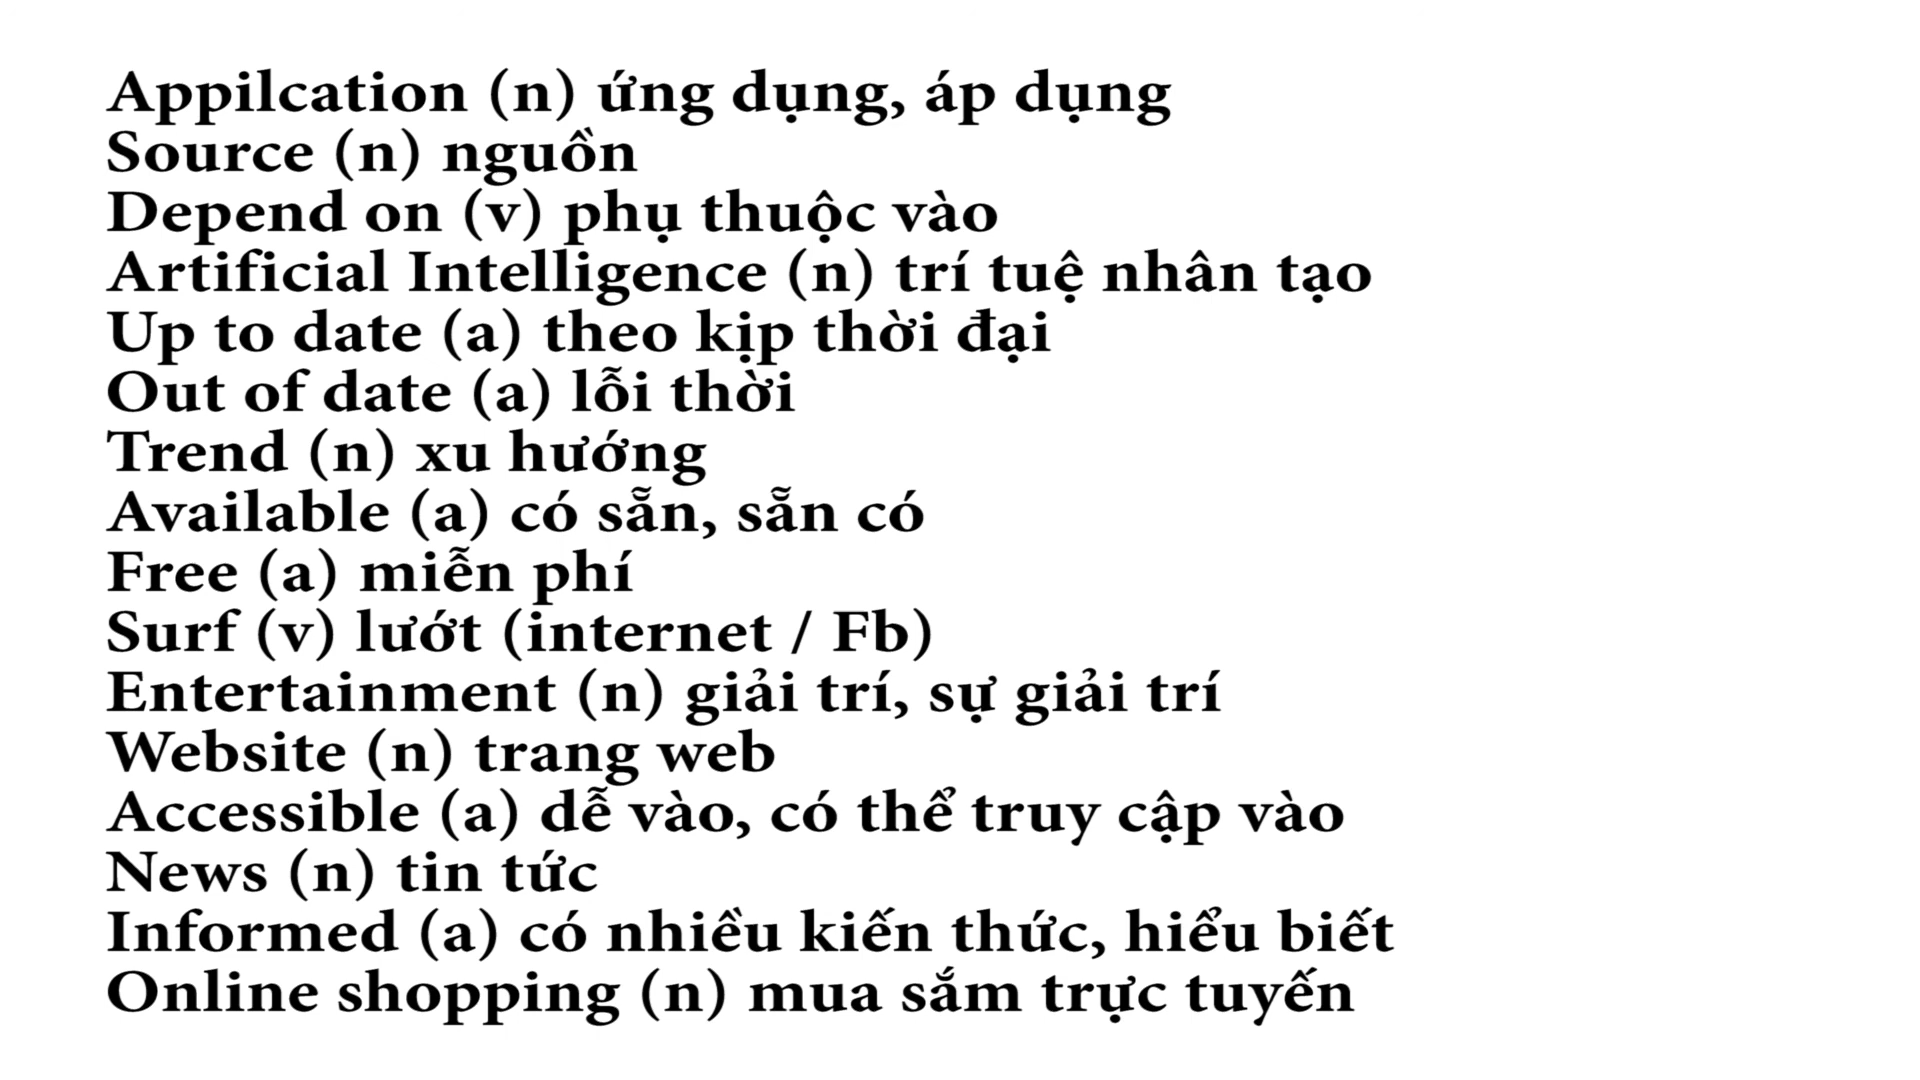 Appilcation (n) ứng dụng, áp dụng
Source (n) nguồn
Depend on (v) phụ thuộc vào
Artificial Intelligence (n) trí tuệ nhân tạo
Up to date (a) theo kịp thời đại
Out of date (a) lỗi thời
Trend (n) xu hướng
Available (a) có sẵn, sẵn có
Free (a) miễn phí
Surf (v) lướt (internet / Fb)
Entertainment (n) giải trí, sự giải trí
Website (n) trang web
Accessible (a) dễ vào, có thể truy cập vào
News (n) tin tức
Informed (a) có nhiều kiến thức, hiểu biết
Online shopping (n) mua sắm trực tuyến